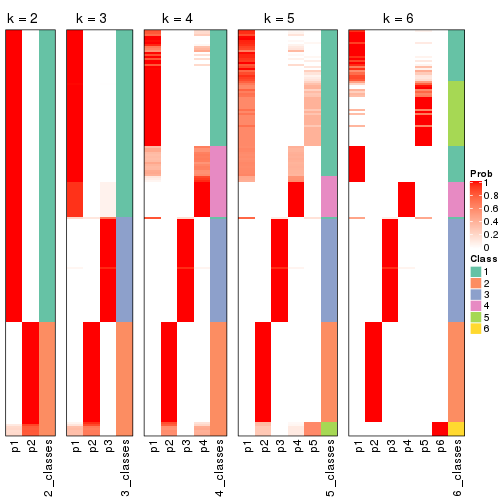 k = 2
k = 3
k = 4
k = 5
k = 6
p1
p2
2_classes
p1
p2
p3
3_classes
p1
p2
p3
p4
4_classes
p1
p2
p3
p4
p5
5_classes
p1
p2
p3
p4
p5
p6
6_classes
Prob
1
0.8
0.6
0.4
0.2
0
Class
1
2
3
4
5
6